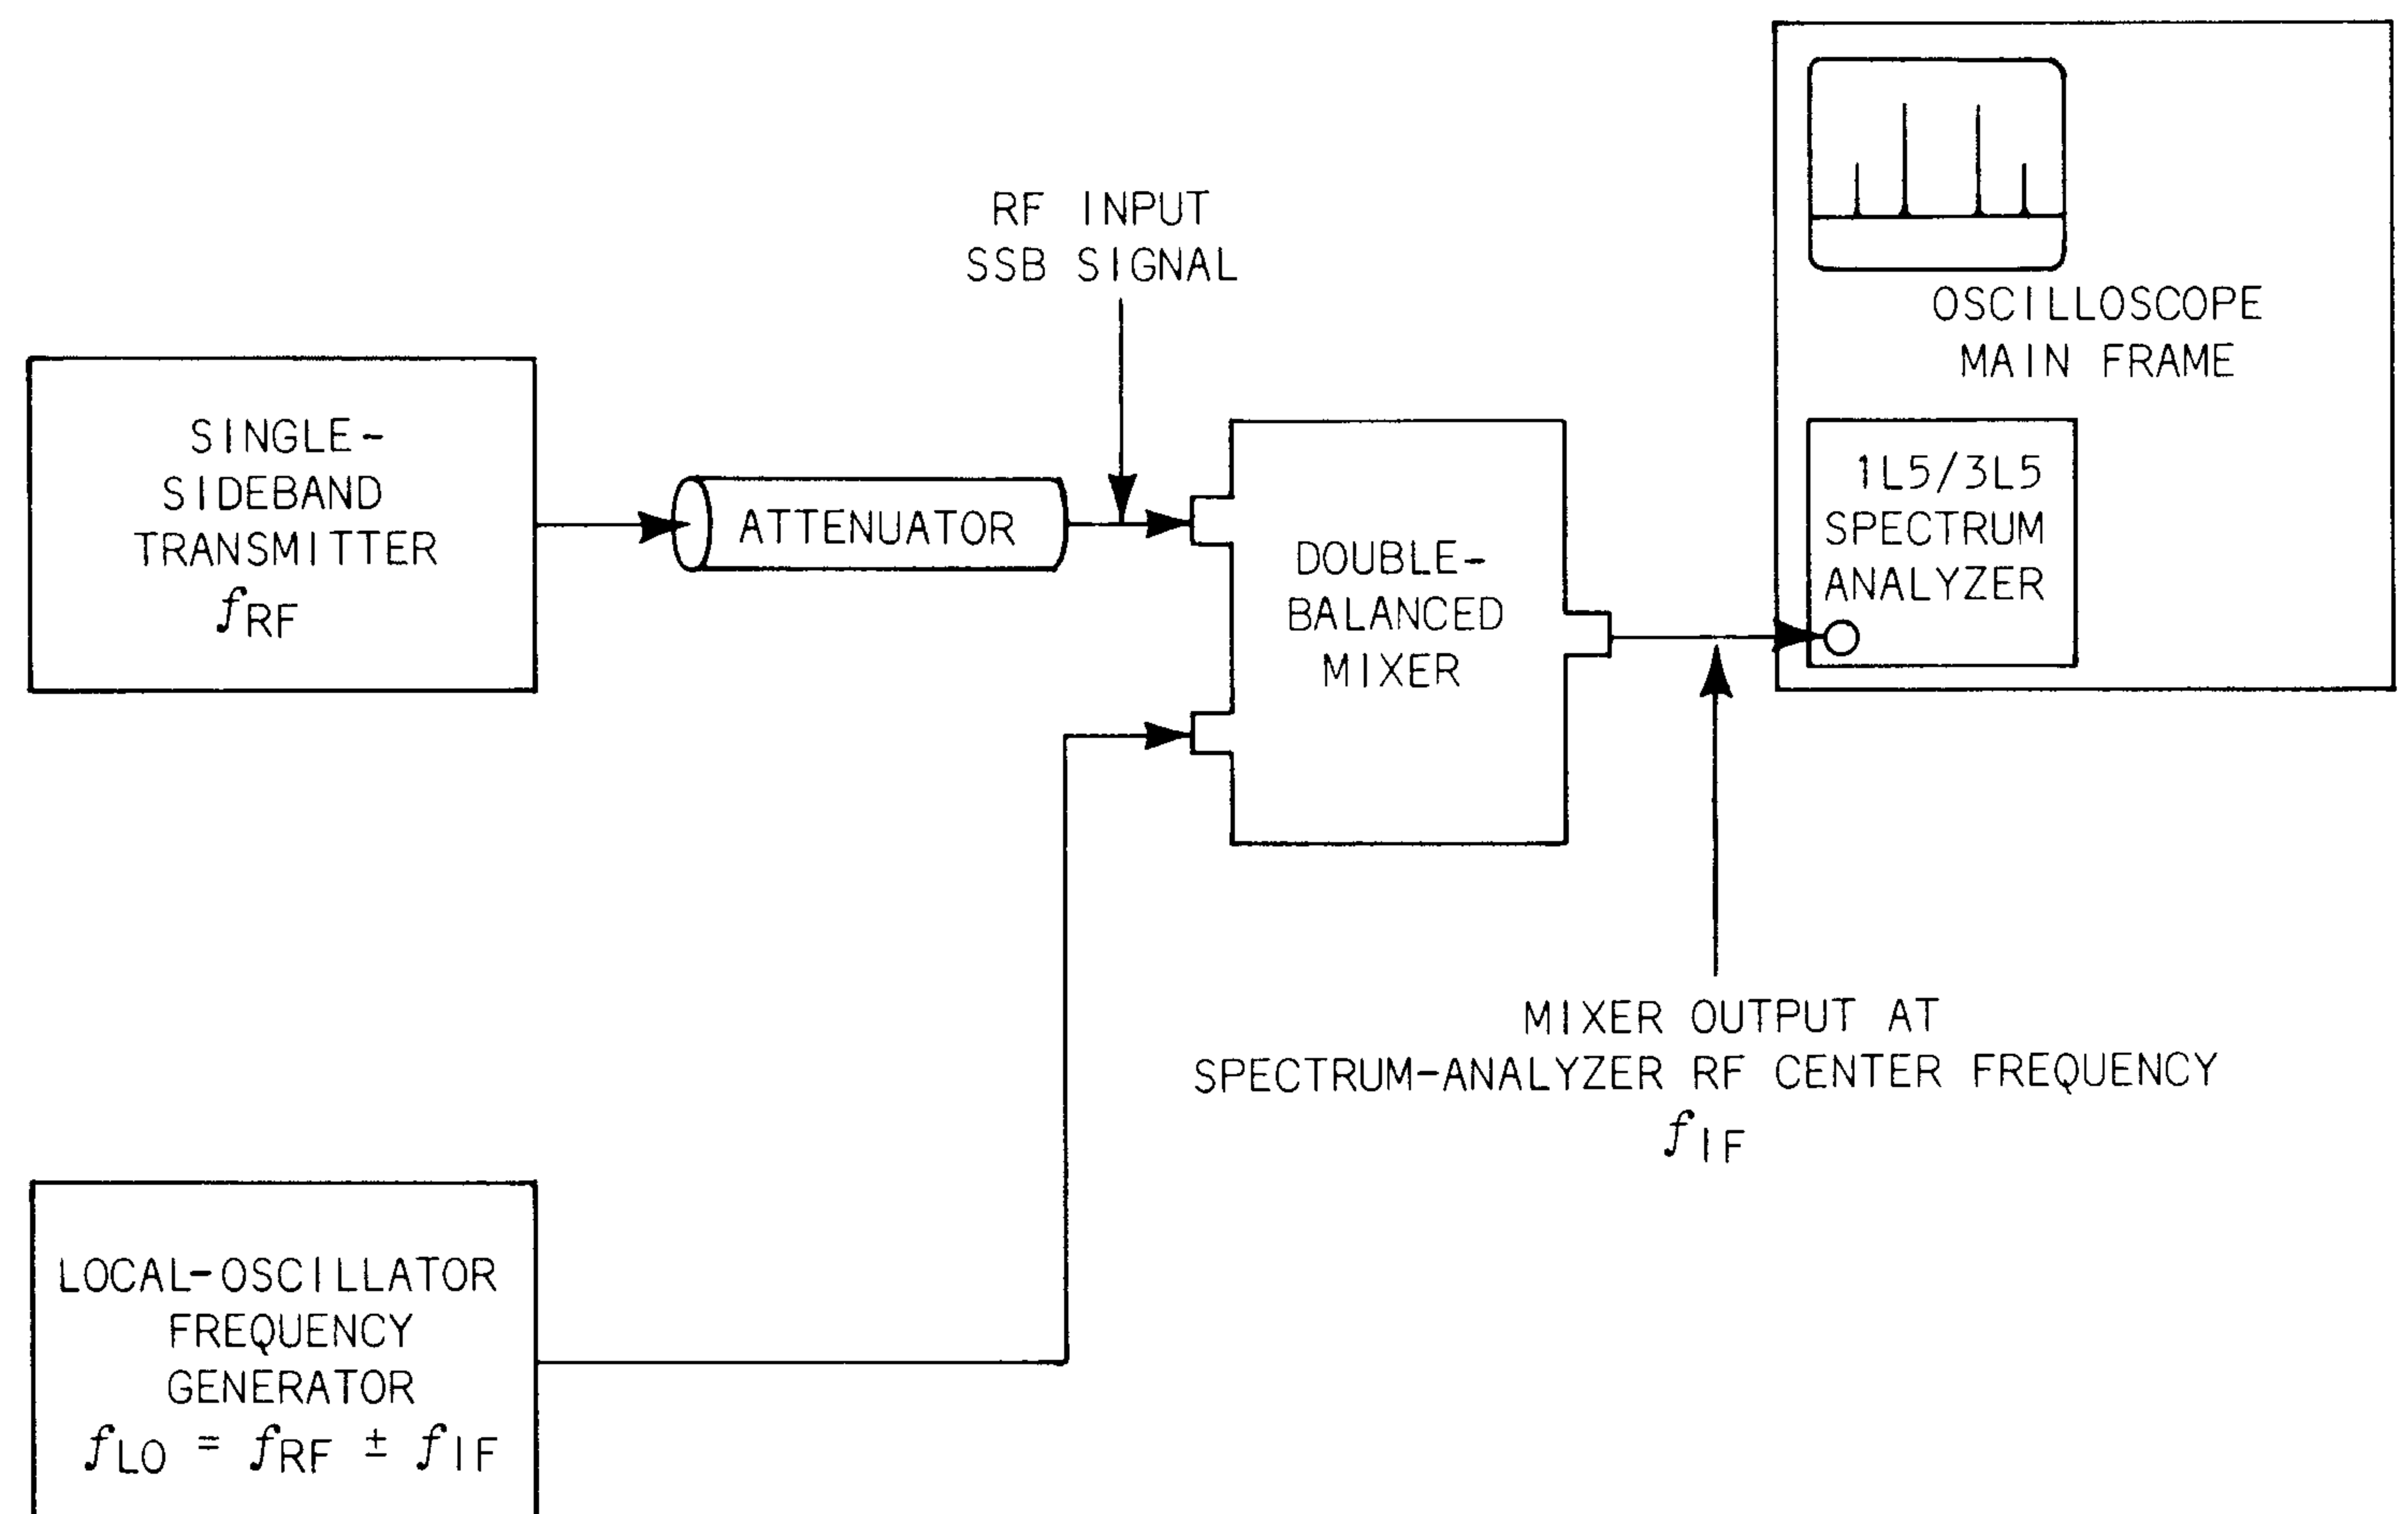 RF INPUT
SSB SIGNAL
OSCILLOSCOPE
MAIN FRAME
SINGLE-
SIDEBAND
TRANSMITTER
fRF
ATTENUATOR
DOUBLE-
BALANCED
MIXER
1L5/3L5
SPECTRUM
ANALYZER
MIXER OUTPUT AT
SPECTRUM-ANALYZER RF CENTER FREQUENCY
fIF
LOCAL-OSCILLATOR
FREQUENCY
GENERATOR
fLO = fRF ± fIF